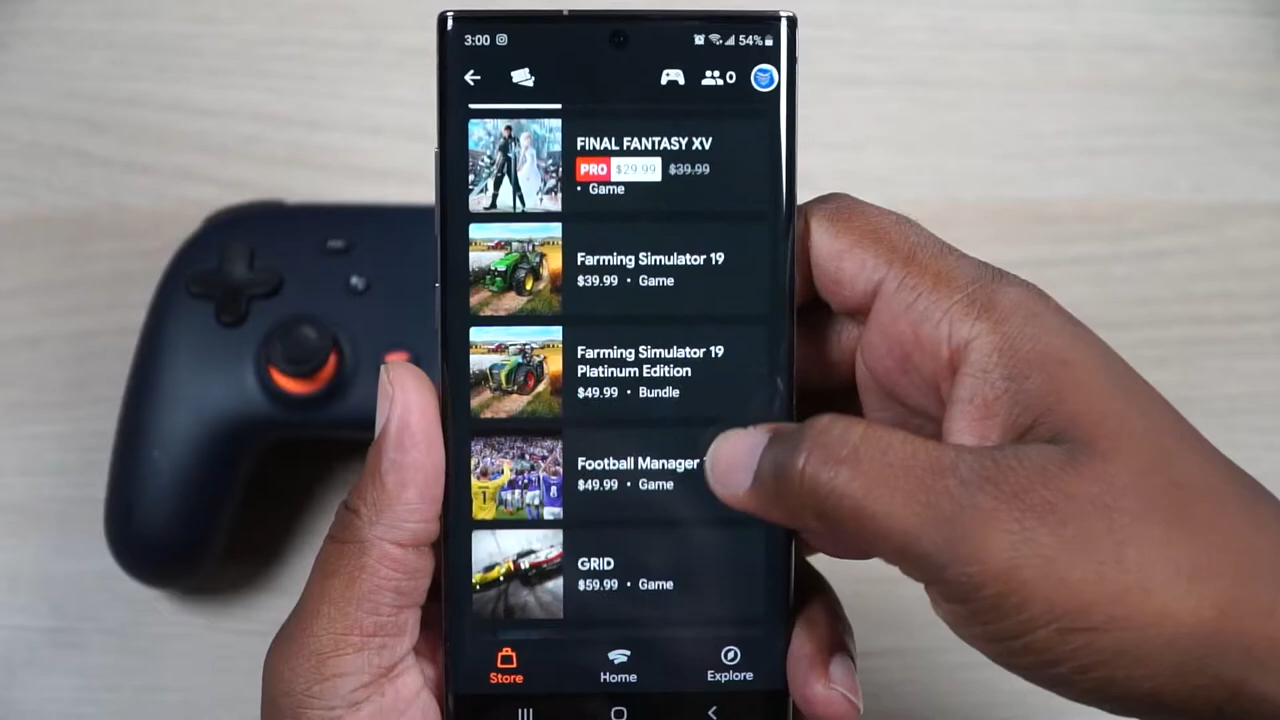 3:00
54%
0
FINAL FANTASY XV
PRO $29.99 $39.99
• Game
Farming Simulator 19
$39.99 • Game
Farming Simulator 19
Platinum Edition
$49.99 • Bundle
Football Manager
$49.99 • Game
GRID
$59.99 • Game
Store
Home
Explore